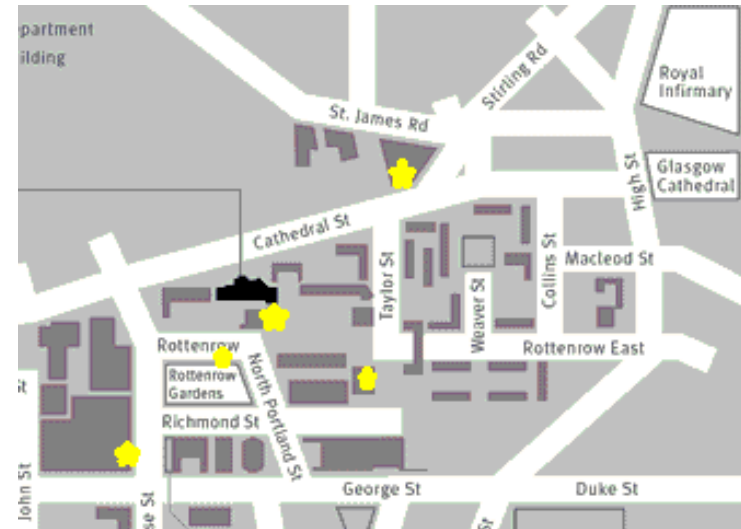 partment
ilding
St. James Rd
Stirling Rd
Royal
Infirmary
Glasgow
Cathedral
High St
Cathedral St
Taylor St
Weaver St
Collins St
Macleod St
Rottenrow
Rottenrow East
Rottenrow
Gardens
North Portland St
Richmond St
St
John St
se St
George St
Duke St
St